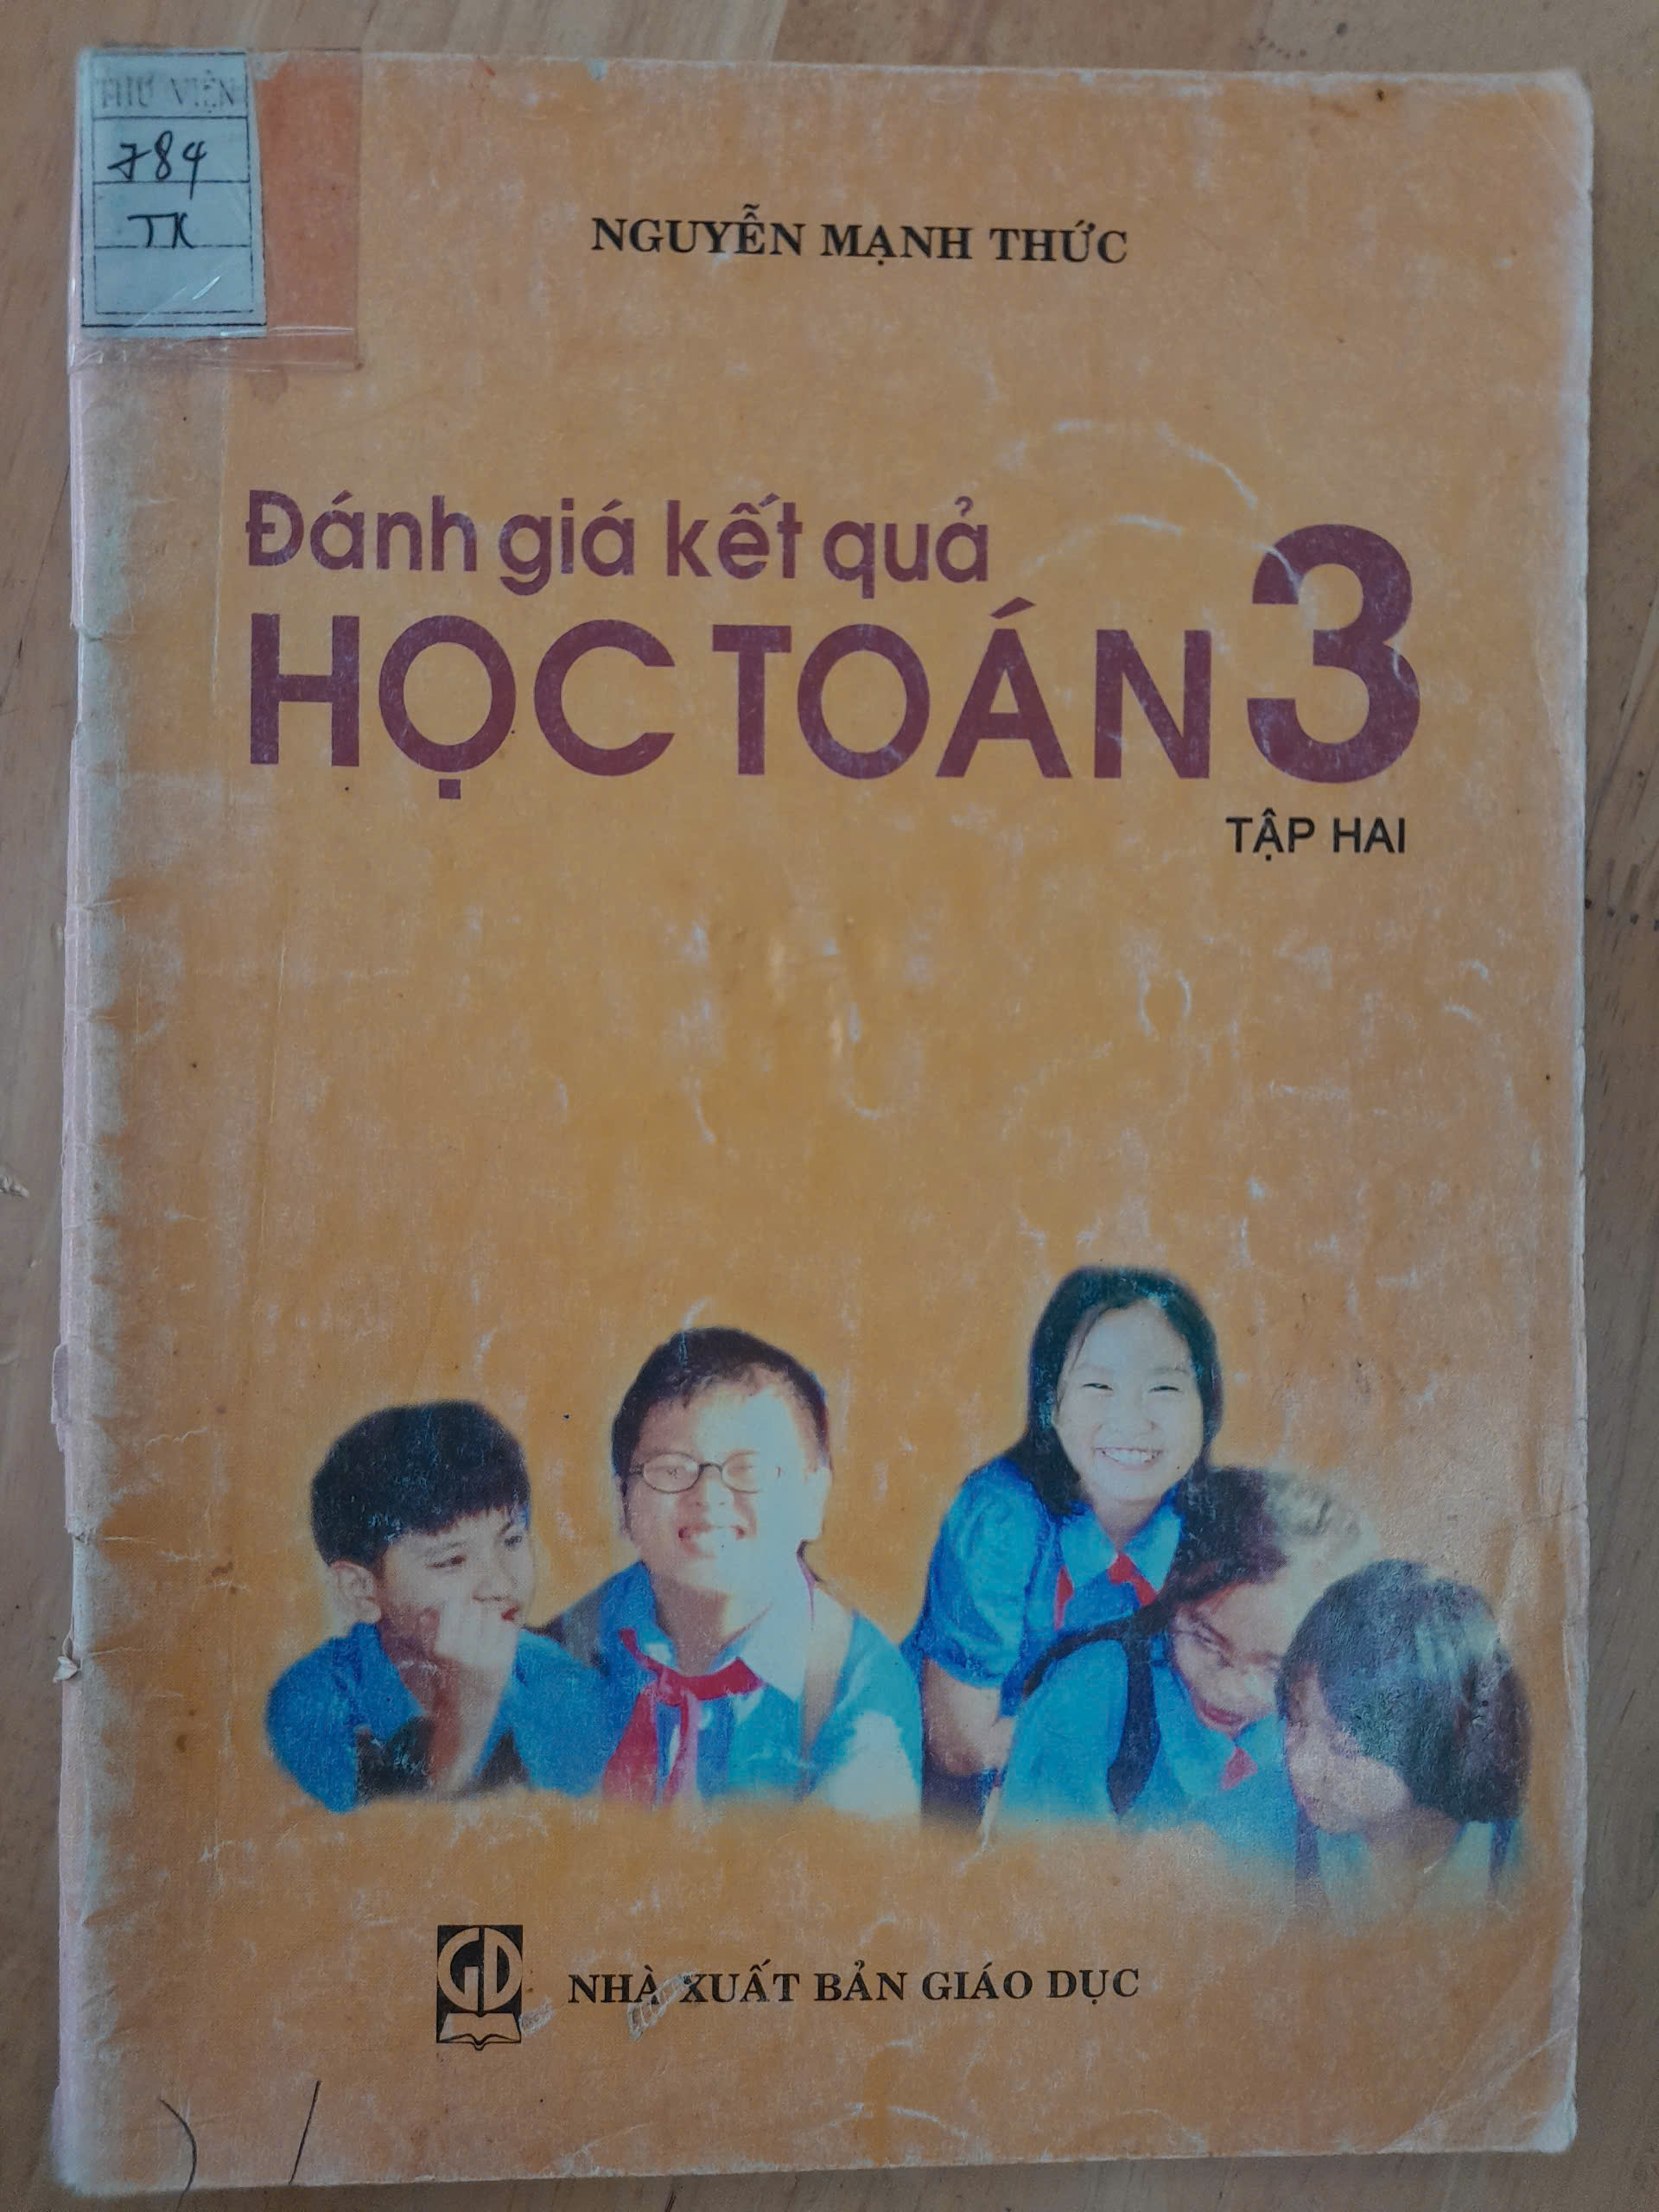 THƯ VIỆN
784
TK
NGUYỄN MẠNH THỨC
Đánh giá kết quả
HỌC TOÁN 3
TẬP HAI
GD
NHÀ XUẤT BẢN GIÁO DỤC